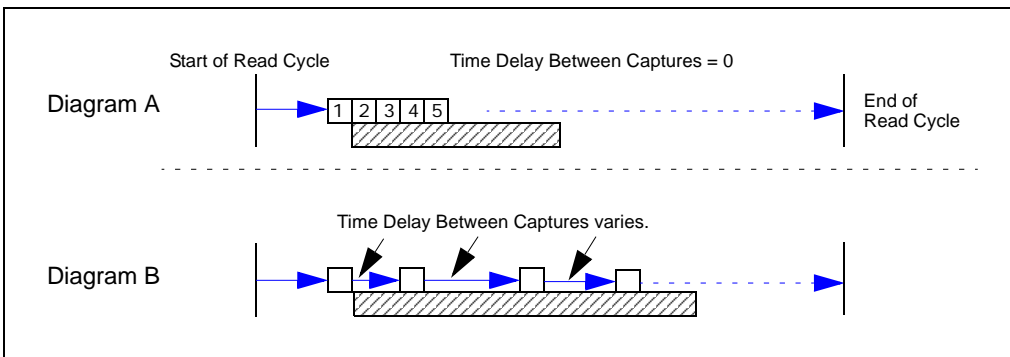 Start of Read Cycle
Time Delay Between Captures = 0
Diagram A
1 2 3 4 5
End of
Read Cycle
Time Delay Between Captures varies.
Diagram B